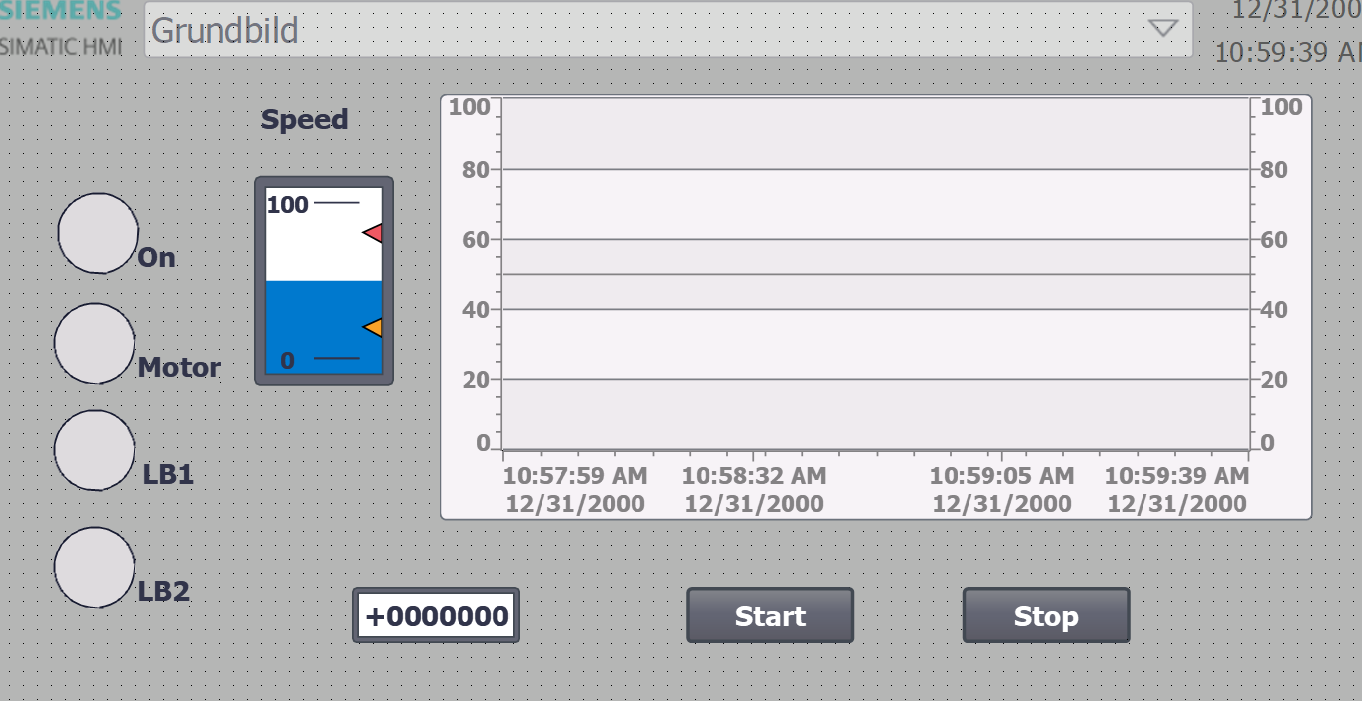 SIEMENS
SIMATIC HMI
Grundbild
12/31/200
10:59:39 A
Speed
100
0
On
Motor
LB1
LB2
100
80
60
40
20
0
100
80
60
40
20
0
10:57:59 AM 10:58:32 AM 10:59:05 AM 10:59:39 AM
12/31/2000 12/31/2000 12/31/2000 12/31/2000
+0000000
Start
Stop